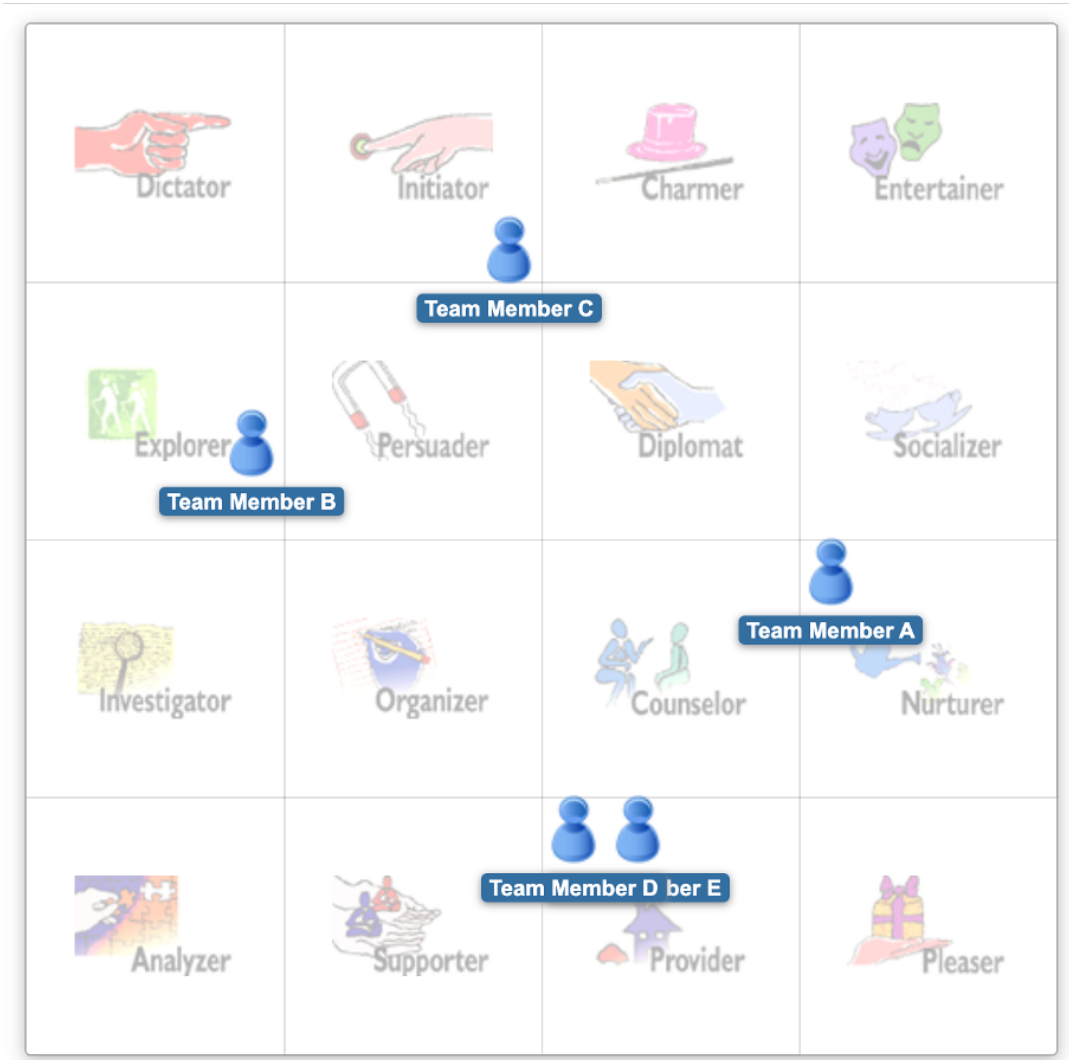 Dictator
Initiator
Charmer
Entertainer
Team Member C
Explorer
Persuader
Diplomat
Socializer
Team Member B
Team Member A
Investigator
Organizer
Counselor
Nurturer
Team Member D ber E
Analyzer
Supporter
Provider
Pleaser